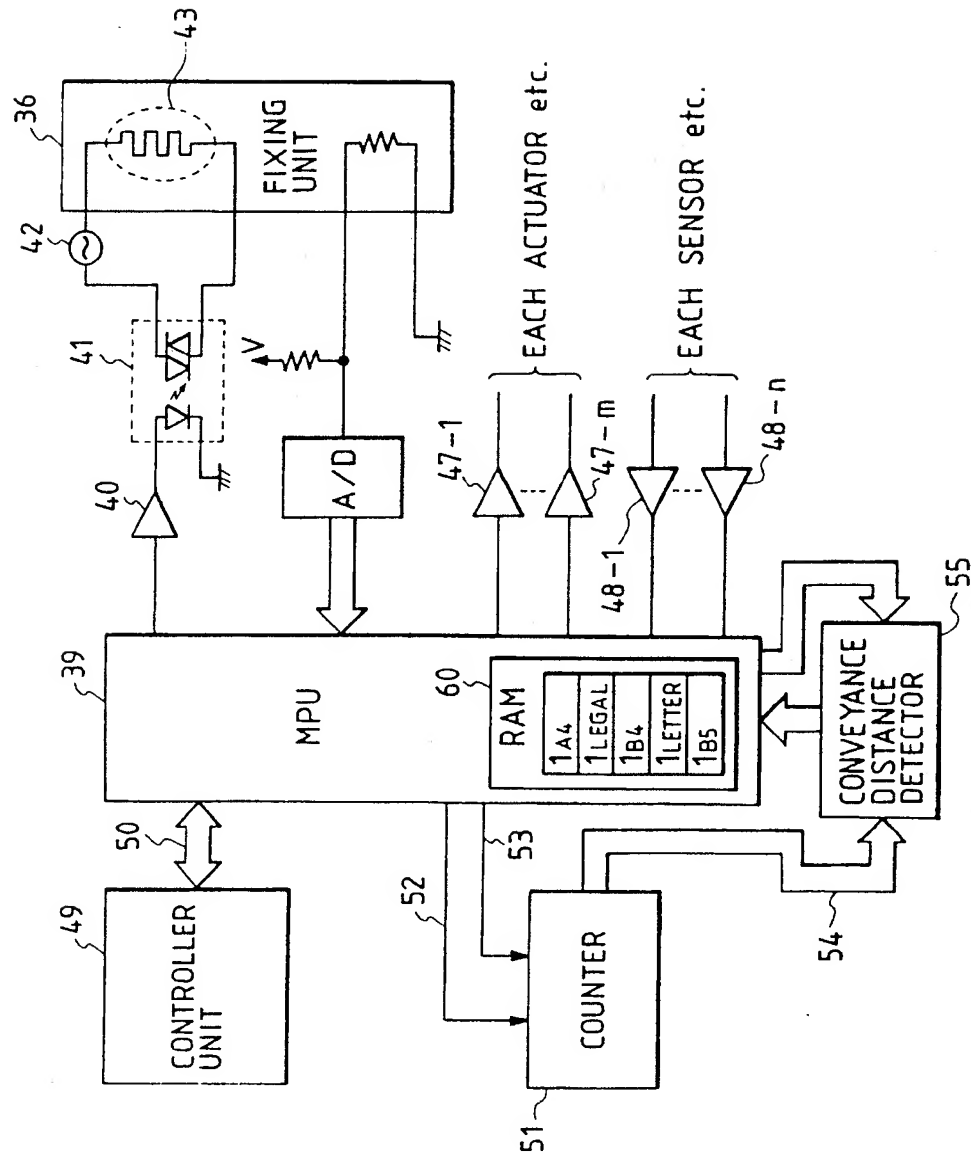 49
CONTROLLER
UNIT
50
39
MPU
60
RAM
1A4
1LEGAL
1B4
1LETTER
1B5
40
41
42
36
43
FIXING
UNIT
V
A/D
47-1
47-m
EACH ACTUATOR etc.
48-1
48-n
EACH SENSOR etc.
52
53
51
COUNTER
54
CONVEYANCE
DISTANCE
DETECTOR
55